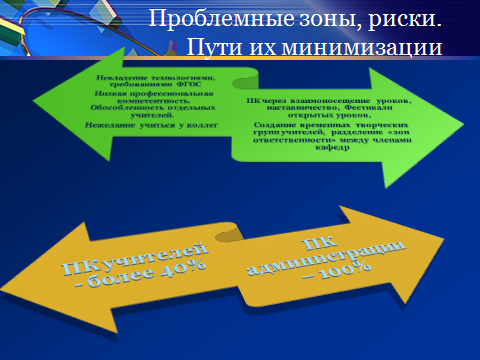 Проблемные зоны, риски.
Пути их минимизации
Невладение технологиями,
требованиями ФГОС
Низкая профессиональная
компетентность.
Обособленность отдельных
учителей.
Нежелание учиться у коллег
ПК через взаимопосещение уроков,
наставничество, Фестивали
открытых уроков,
Создание временных творческих
групп учителей, разделение «зон
ответственности» между членами
кафедр
ПК учителей
- более 40%
ПК
администрации
– 100%